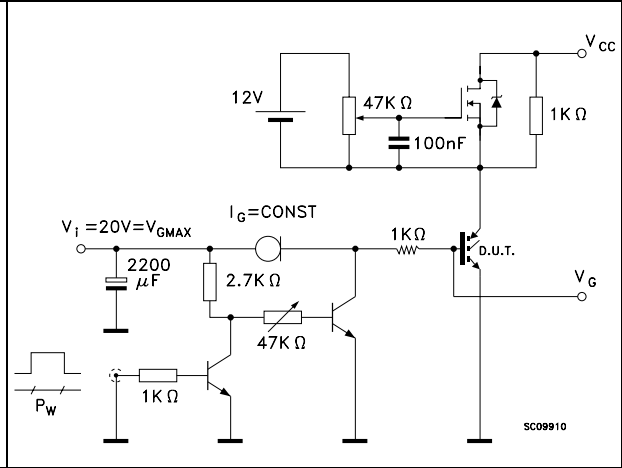 V CC
12V
47K Ω
1K Ω
100nF
I G =CONST
V i =20V=V GMAX
1K Ω
D.U.T.
2200
μF
2.7K Ω
V G
47K Ω
1K Ω
P W
SC09910